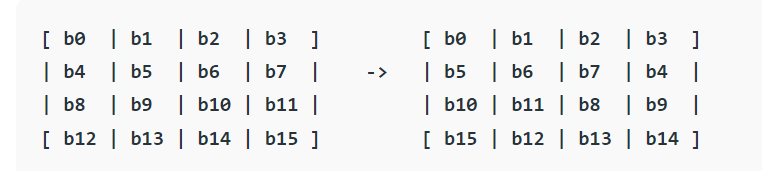 [ b0  | b1  | b2  | b3  ]       [ b0  | b1  | b2  | b3  ]
| b4  | b5  | b6  | b7  |   ->  | b5  | b6  | b7  | b4  |
| b8  | b9  | b10 | b11 |       | b10 | b11 | b8  | b9  |
[ b12 | b13 | b14 | b15 ]       [ b15 | b12 | b13 | b14 ]